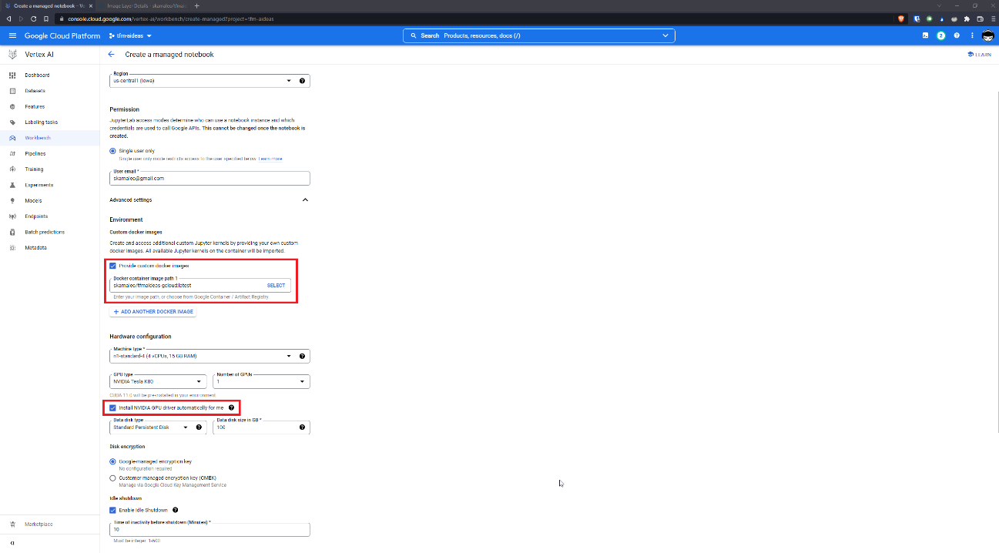 Create a managed notebook – Ve
Image Layer Details - skamaleo/tfma
console.cloud.google.com/vertex-ai/workbench/create-managed?project=tfm-aideas
Google Cloud Platform
tfm-aideas
Search Products, resources, docs (/)
2
Vertex AI
Create a managed notebook
LEARN
Dashboard
Datasets
Features
Labeling tasks
Workbench
Pipelines
Training
Experiments
Models
Endpoints
Batch predictions
Metadata
Marketplace
Region
us-central1 (Iowa)
Permission
JupyterLab access modes determine who can use a notebook instance and which
credentials are used to call Google APIs. This cannot be changed once the notebook is
created.
Single user only
Single user only mode restricts access to the user specified below. Learn more
User email *
skamaleo@gmail.com
Advanced settings
Environment
Custom docker images
Create and access additional custom Jupyter kernels by providing your own custom
docker images. All available Jupyter kernels on the container will be imported.
Provide custom docker images
Docker container image path 1
skamaleo/tfmaideas-gcloud:latest
SELECT
Enter your image path, or choose from Google Container / Artifact Registry
+ ADD ANOTHER DOCKER IMAGE
Hardware configuration
Machine type *
n1-standard-4 (4 vCPUs, 15 GB RAM)
GPU type
NVIDIA Tesla K80
Number of GPUs
1
CUDA 11.0 will be pre-installed in your environment.
Install NVIDIA GPU driver automatically for me
Data disk type
Standard Persistent Disk
Data disk size in GB *
100
Disk encryption
Google-managed encryption key
No configuration required
Customer-managed encryption key (CMEK)
Manage via Google Cloud Key Management Service
Idle shutdown
Enable Idle Shutdown
Time of inactivity before shutdown (Minutes) *
10
Must be integer: 1-600